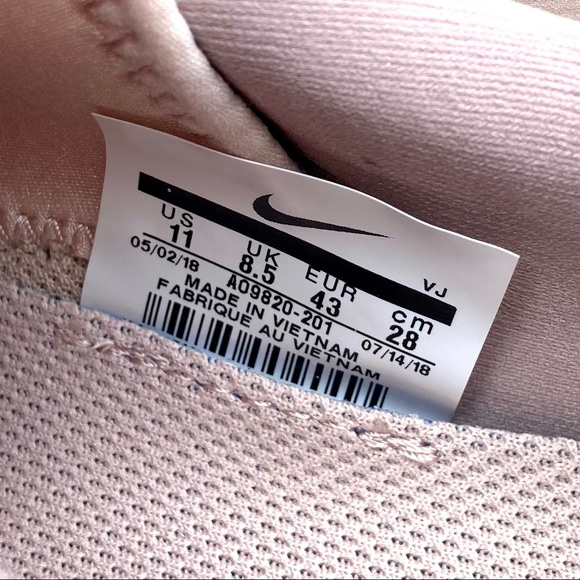 VJ
US UK EUR cm
11 8.5 43 28
05/02/18 AO9820-201 07/14/18
MADE IN VIETNAM
FABRIQUE AU VIETNAM